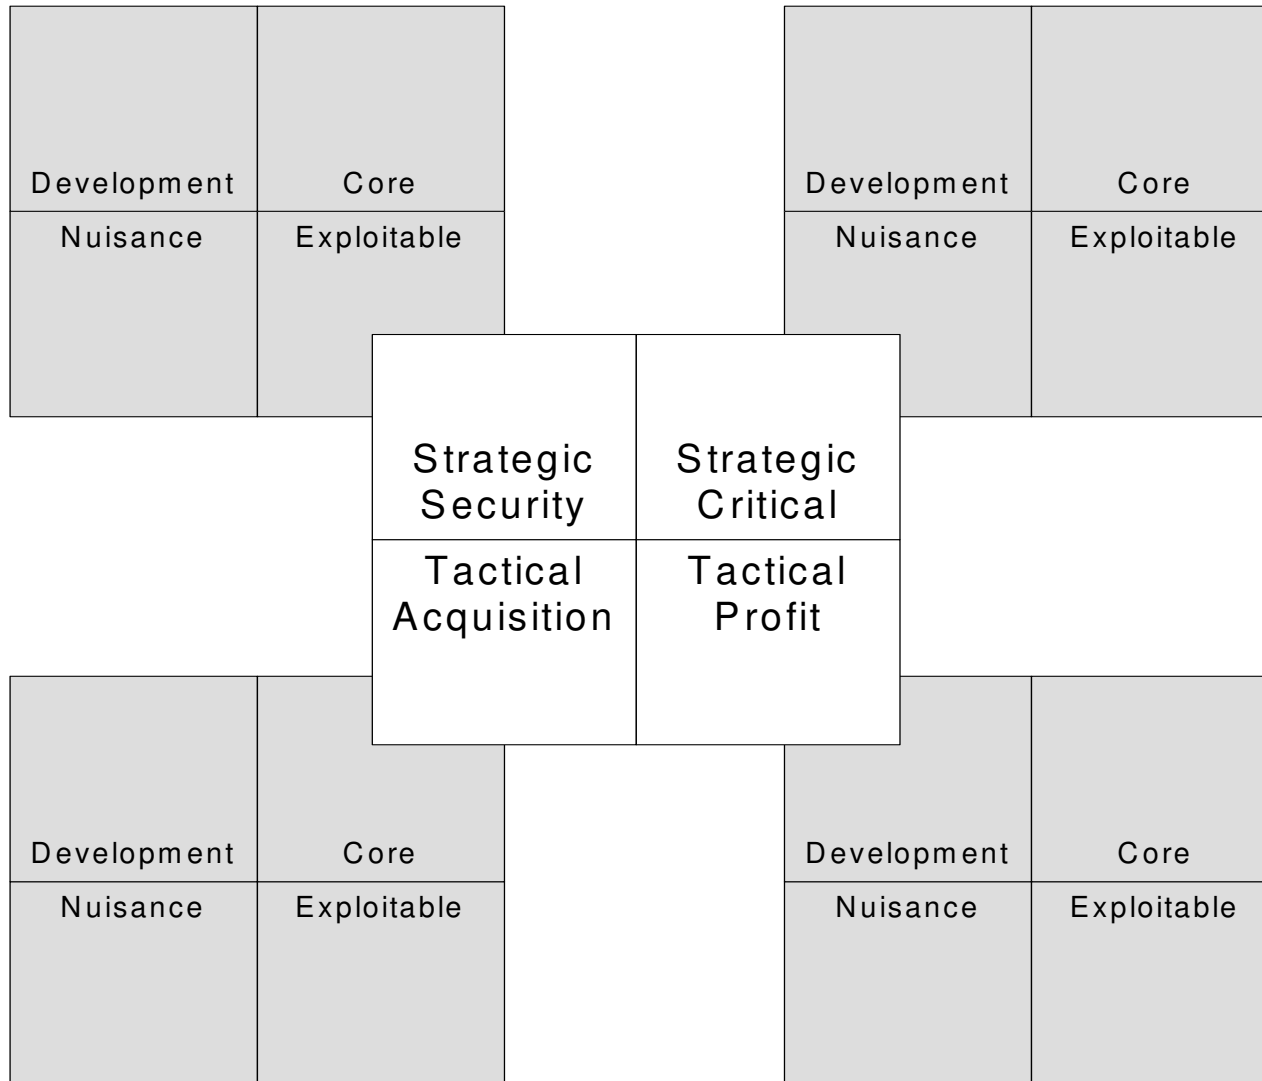 Development
Core
Nuisance
Exploitable
Development
Core
Nuisance
Exploitable
Strategic
Security
Strategic
Critical
Tactical
Acquisition
Tactical
Profit
Development
Core
Nuisance
Exploitable
Development
Core
Nuisance
Exploitable